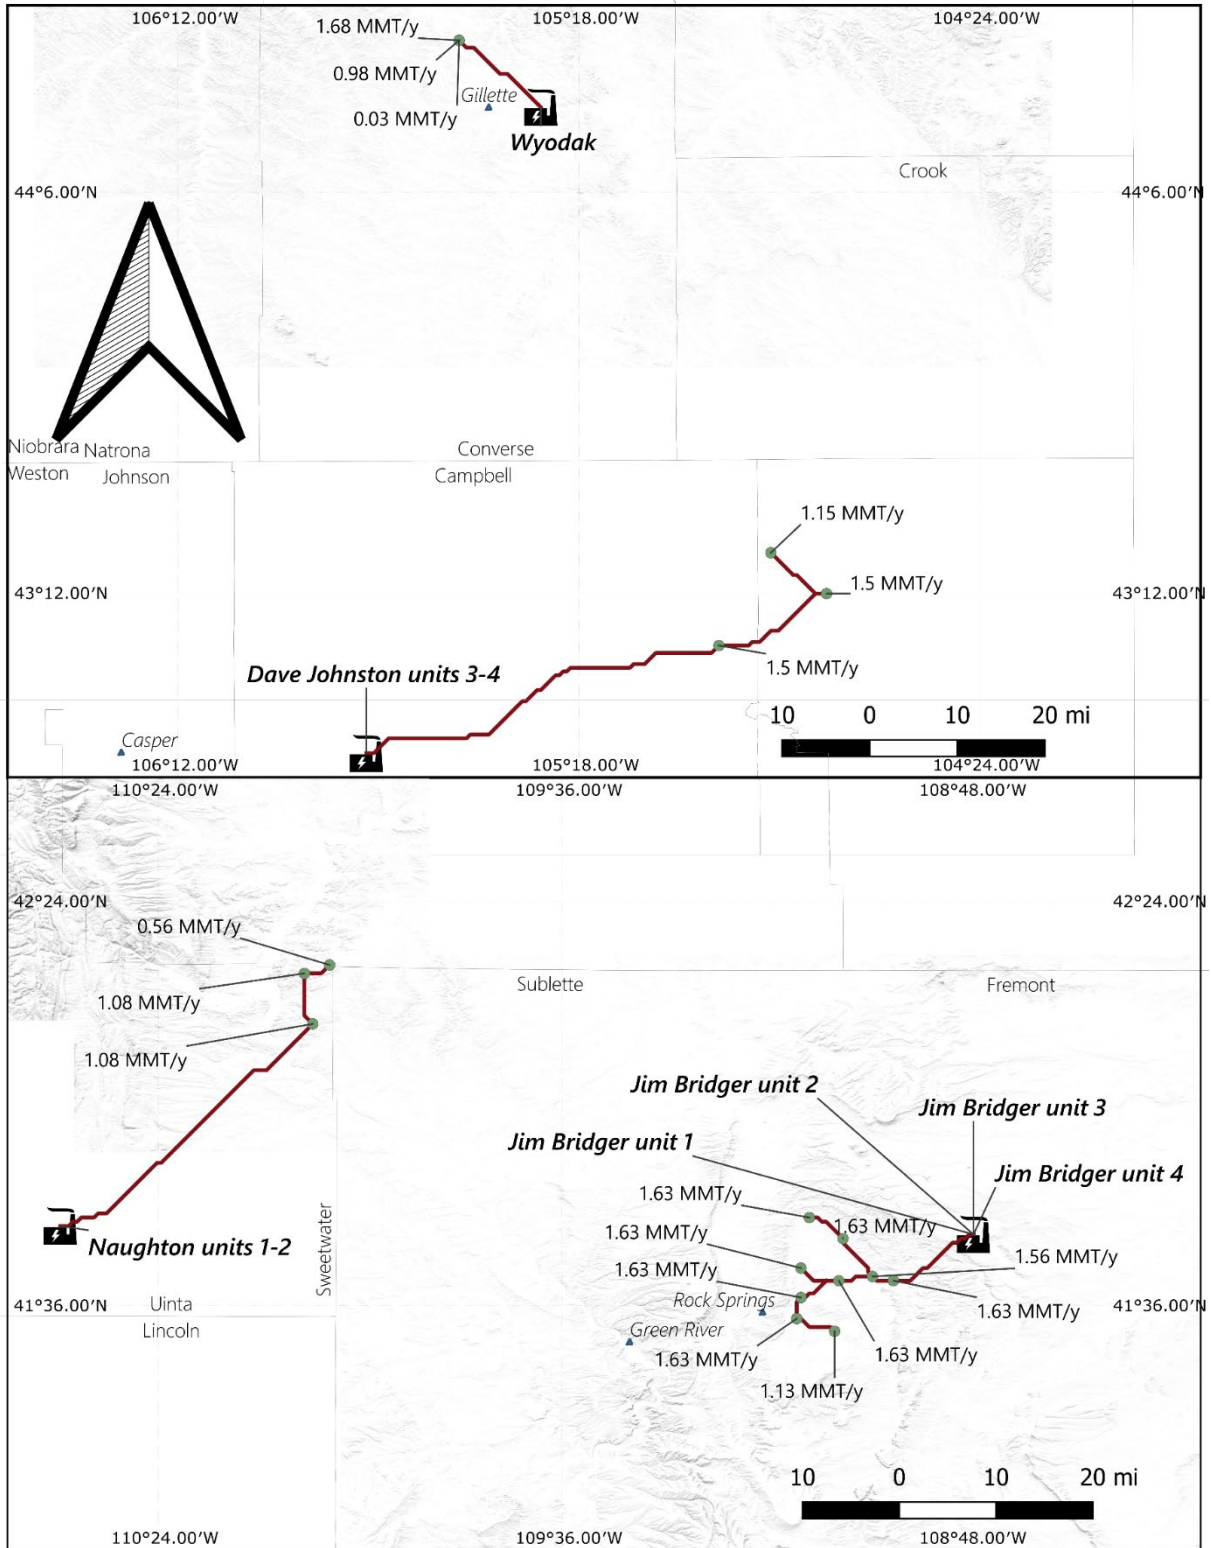 106°12.00′W 105°18.00′W 104°24.00′W
1.68 MMT/y
0.98 MMT/y
Gillette
0.03 MMT/y
Wyodak
Crook
44°6.00′N 44°6.00′N
Niobrara Natrona Converse
Weston Johnson Campbell
1.15 MMT/y
43°12.00′N 1.5 MMT/y 43°12.00′N
1.5 MMT/y
Dave Johnston units 3-4
10 0 10 20 mi
Casper
106°12.00′W 105°18.00′W 104°24.00′W
110°24.00′W 109°36.00′W 108°48.00′W
42°24.00′N 42°24.00′N
0.56 MMT/y
Sublette Fremont
1.08 MMT/y
1.08 MMT/y
Jim Bridger unit 2
Jim Bridger unit 3
Jim Bridger unit 1
Jim Bridger unit 4
1.63 MMT/y
1.63 MMT/y 1.63 MMT/y
Naughton units 1-2
1.56 MMT/y
Sweetwater
1.63 MMT/y
Rock Springs
1.63 MMT/y
41°36.00′N Uinta 41°36.00′N
Lincoln
Green River
1.63 MMT/y 1.63 MMT/y
1.13 MMT/y
10 0 10 20 mi
110°24.00′W 109°36.00′W 108°48.00′W